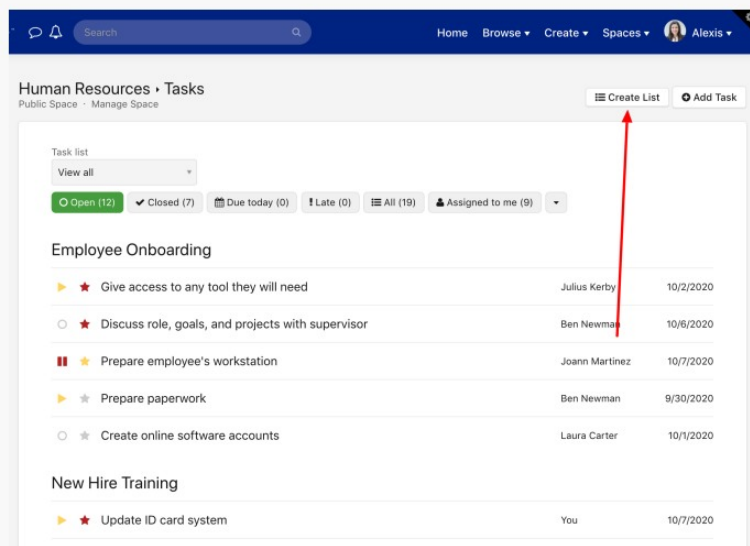 Search
Home Browse Create Spaces Alexis
Human Resources › Tasks
Public Space · Manage Space
Create List Add Task
Task list
View all
Open (12) Closed (7) Due today (0) Late (0) All (19) Assigned to me (9)
Employee Onboarding
Give access to any tool they will need Julius Kerby 10/2/2020
Discuss role, goals, and projects with supervisor Ben Newman 10/6/2020
Prepare employee's workstation Joann Martinez 10/7/2020
Prepare paperwork Ben Newman 9/30/2020
Create online software accounts Laura Carter 10/1/2020
New Hire Training
Update ID card system You 10/7/2020